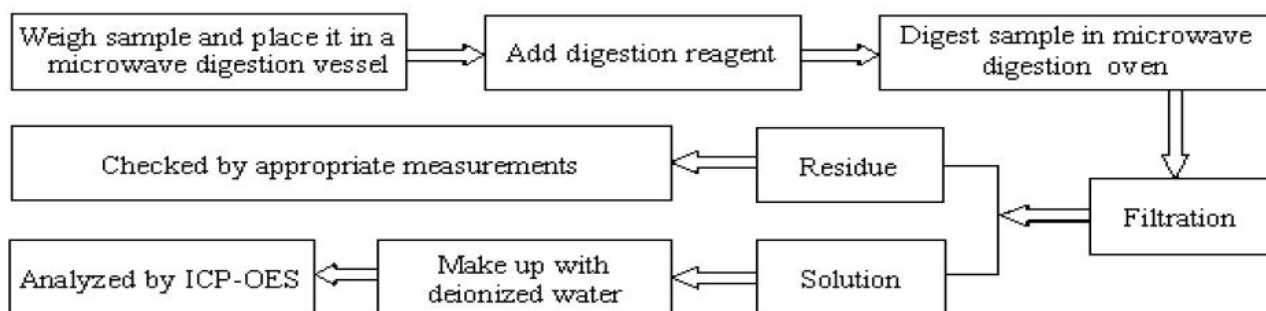 Weigh sample and place it in a
microwave digestion vessel
Add digestion reagent
Digest sample in microwave
digestion oven
Checked by appropriate measurements
Residue
Filtration
Analyzed by ICP-OES
Make up with
deionized water
Solution